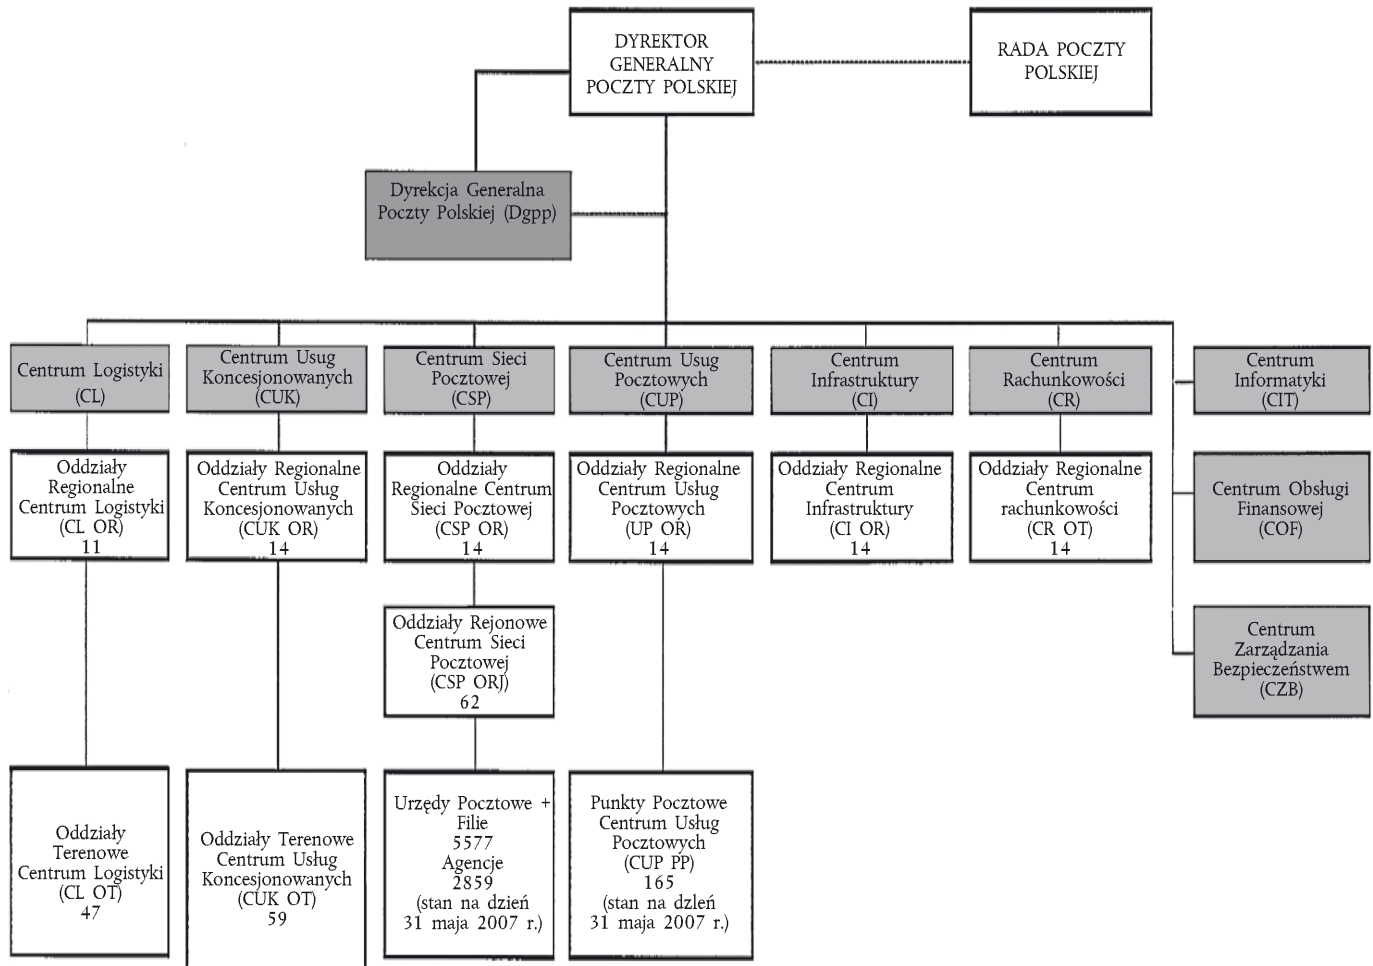 DYREKTOR
GENERALNY
POCZTY POLSKIEJ
RADA POCZTY
POLSKIEJ
Dyrekcja Generalna
Poczty Polskiej (Dgpp)
Centrum Logistyki
(CL)
Centrum Usug
Koncesjonowanych
(CUK)
Centrum Sieci
Pocztowej
(CSP)
Centrum Usug
Pocztowych
(CUP)
Centrum
Infrastruktury
(CI)
Centrum
Rachunkowości
(CR)
Centrum
Informatyki
(CIT)
Oddziały
Regionalne
Centrum Logistyki
(CL OR)
11
Oddziały Regionalne
Centrum Usług
Koncesjonowanych
(CUK OR)
14
Oddziały
Regionalne Centrum
Sieci Pocztowej
(CSP OR)
14
Oddziały Regionalne
Centrum Usług
Pocztowych
(UP OR)
14
Oddziały Regionalne
Centrum
Infrastruktury
(CI OR)
14
Oddziały Regionalne
Centrum
rachunkowości
(CR OT)
14
Centrum Obsługi
Finansowej
(COF)
Oddziały Rejonowe
Centrum Sieci
Pocztowej
(CSP ORJ)
62
Centrum
Zarządzania
Bezpieczeństwem
(CZB)
Oddziały
Terenowe
Centrum Logistyki
(CL OT)
47
Oddziały Terenowe
Centrum Usług
Koncesjonowanych
(CUK OT)
59
Urzędy Pocztowe +
Filie
5577
Agencje
2859
(stan na dzień
31 maja 2007 r.)
Punkty Pocztowe
Centrum Usług
Pocztowych
(CUP PP)
165
(stan na dzleń
31 maja 2007 r.)